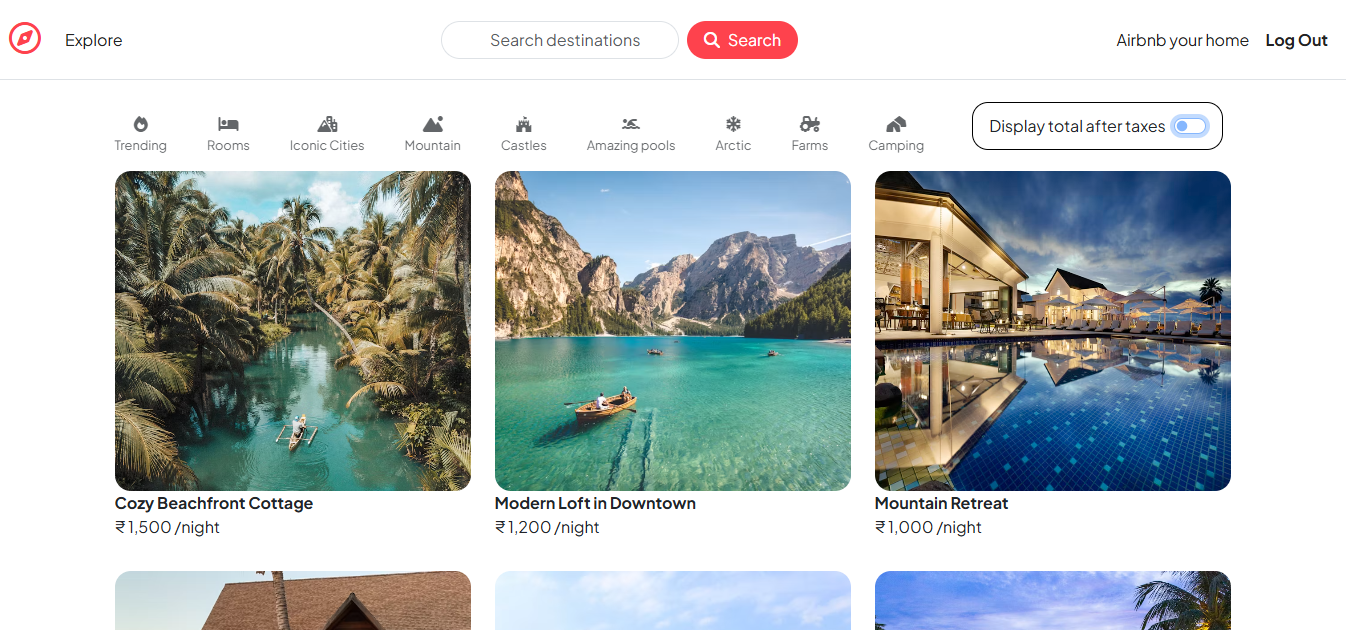 Explore
Search destinations
Search
Airbnb your home
Log Out
Trending
Rooms
Iconic Cities
Mountain
Castles
Amazing pools
Arctic
Farms
Camping
Display total after taxes
Cozy Beachfront Cottage
₹1,500 /night
Modern Loft in Downtown
₹1,200 /night
Mountain Retreat
₹1,000 /night